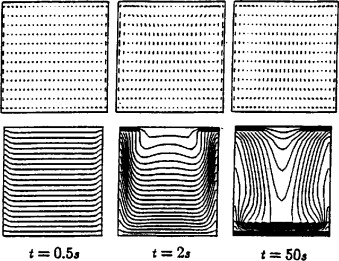 t = 0.5s t = 2s t = 50s